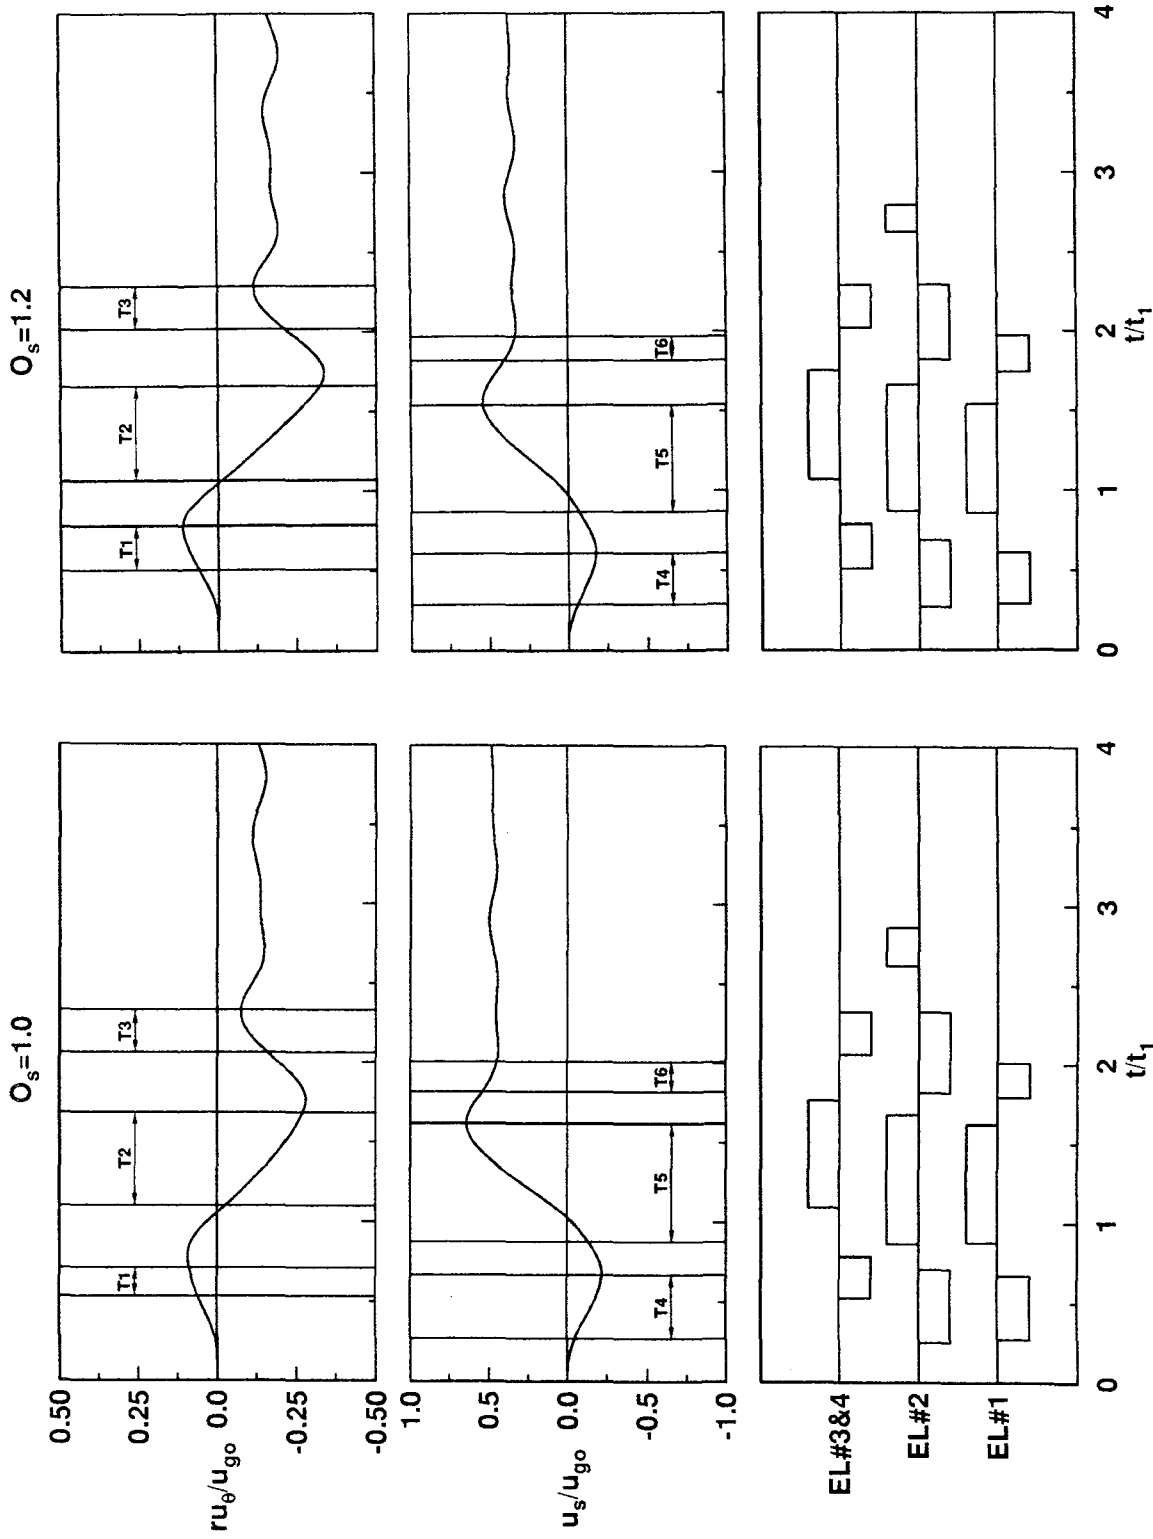 O_s=1.0
O_s=1.2
0.50
0.25
0.0
-0.25
-0.50
ru_θ/u_go
T1
T2
T3
T1
T2
T3
1.0
0.5
0.0
-0.5
-1.0
u_s/u_go
T4
T5
T6
T4
T5
T6
EL#3&4
EL#2
EL#1
0
1
2
3
4
t/t_1
0
1
2
3
4
t/t_1